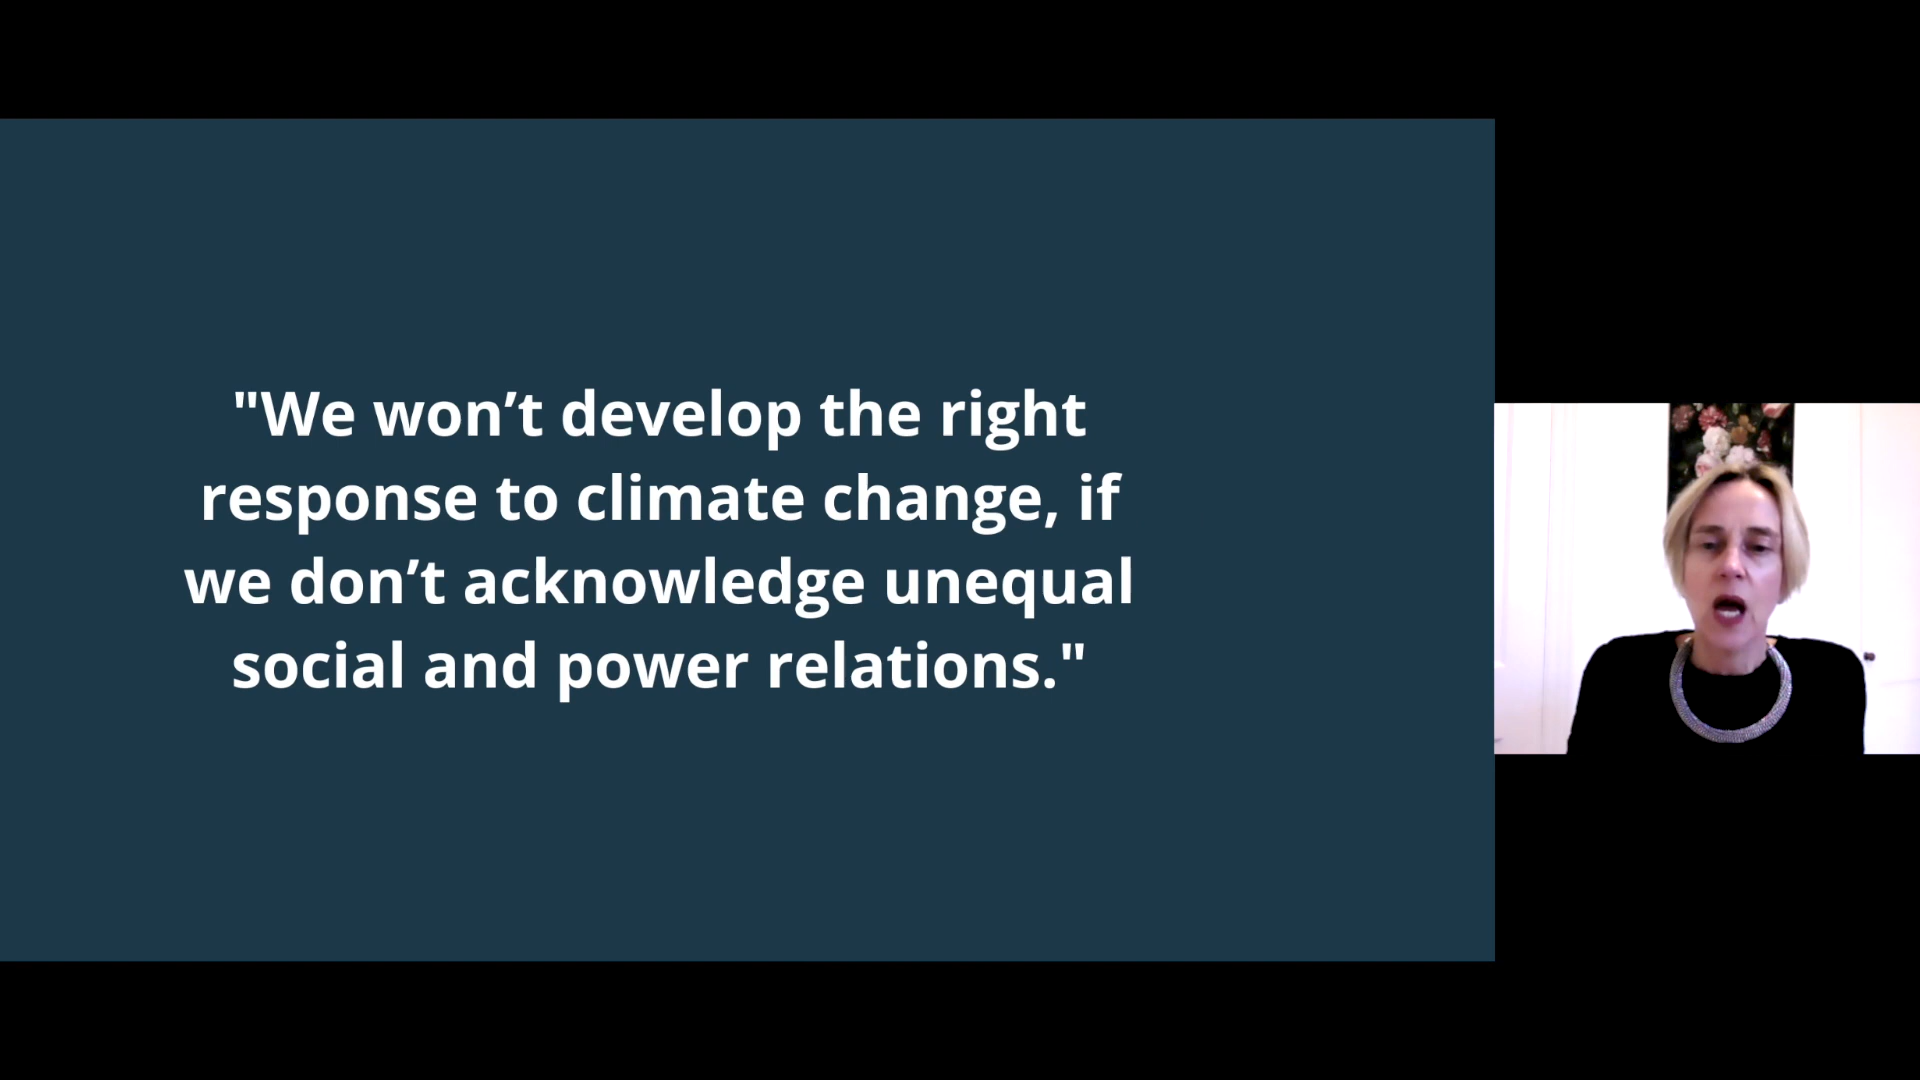 "We won’t develop the right
response to climate change, if
we don’t acknowledge unequal
social and power relations."